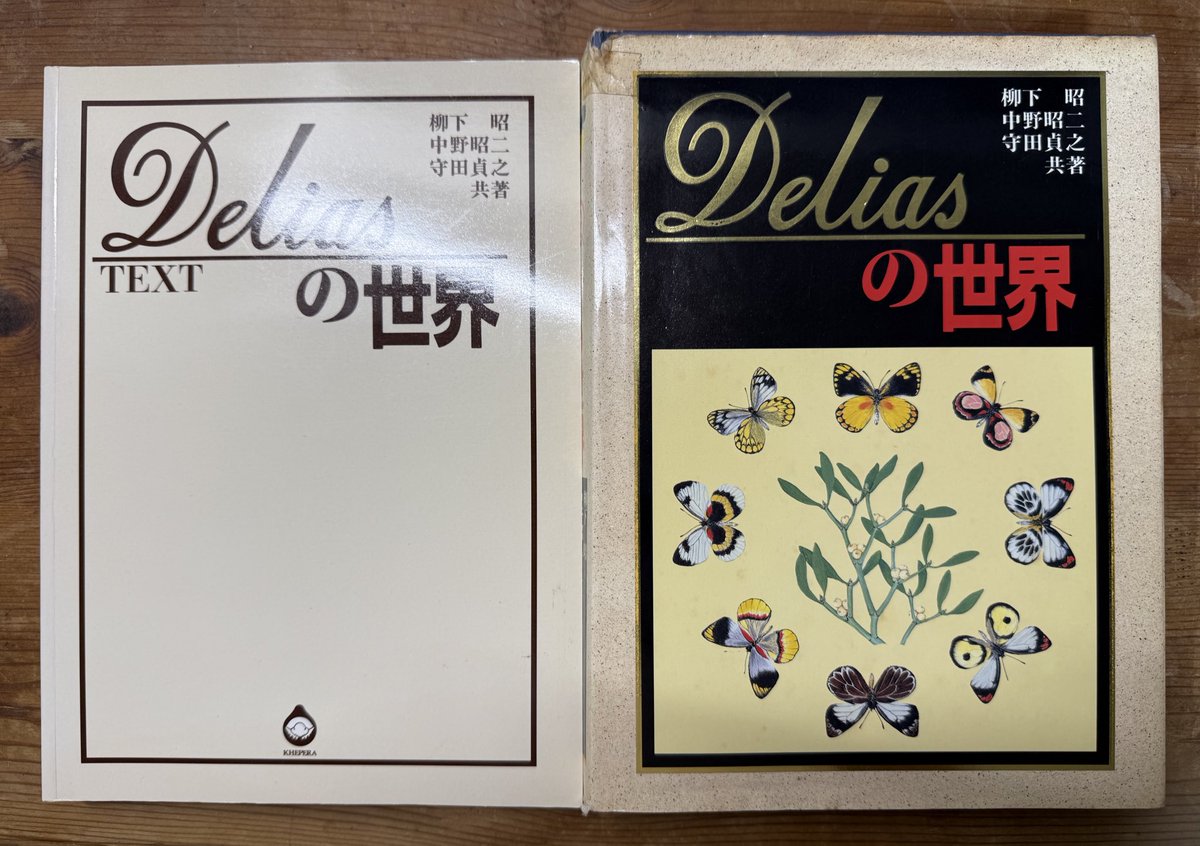 Delias
TEXT
の世界
柳下 昭
中野昭二
守田貞之
共著
KHEPERA
Delias
の世界
柳下 昭
中野昭二
守田貞之
共著